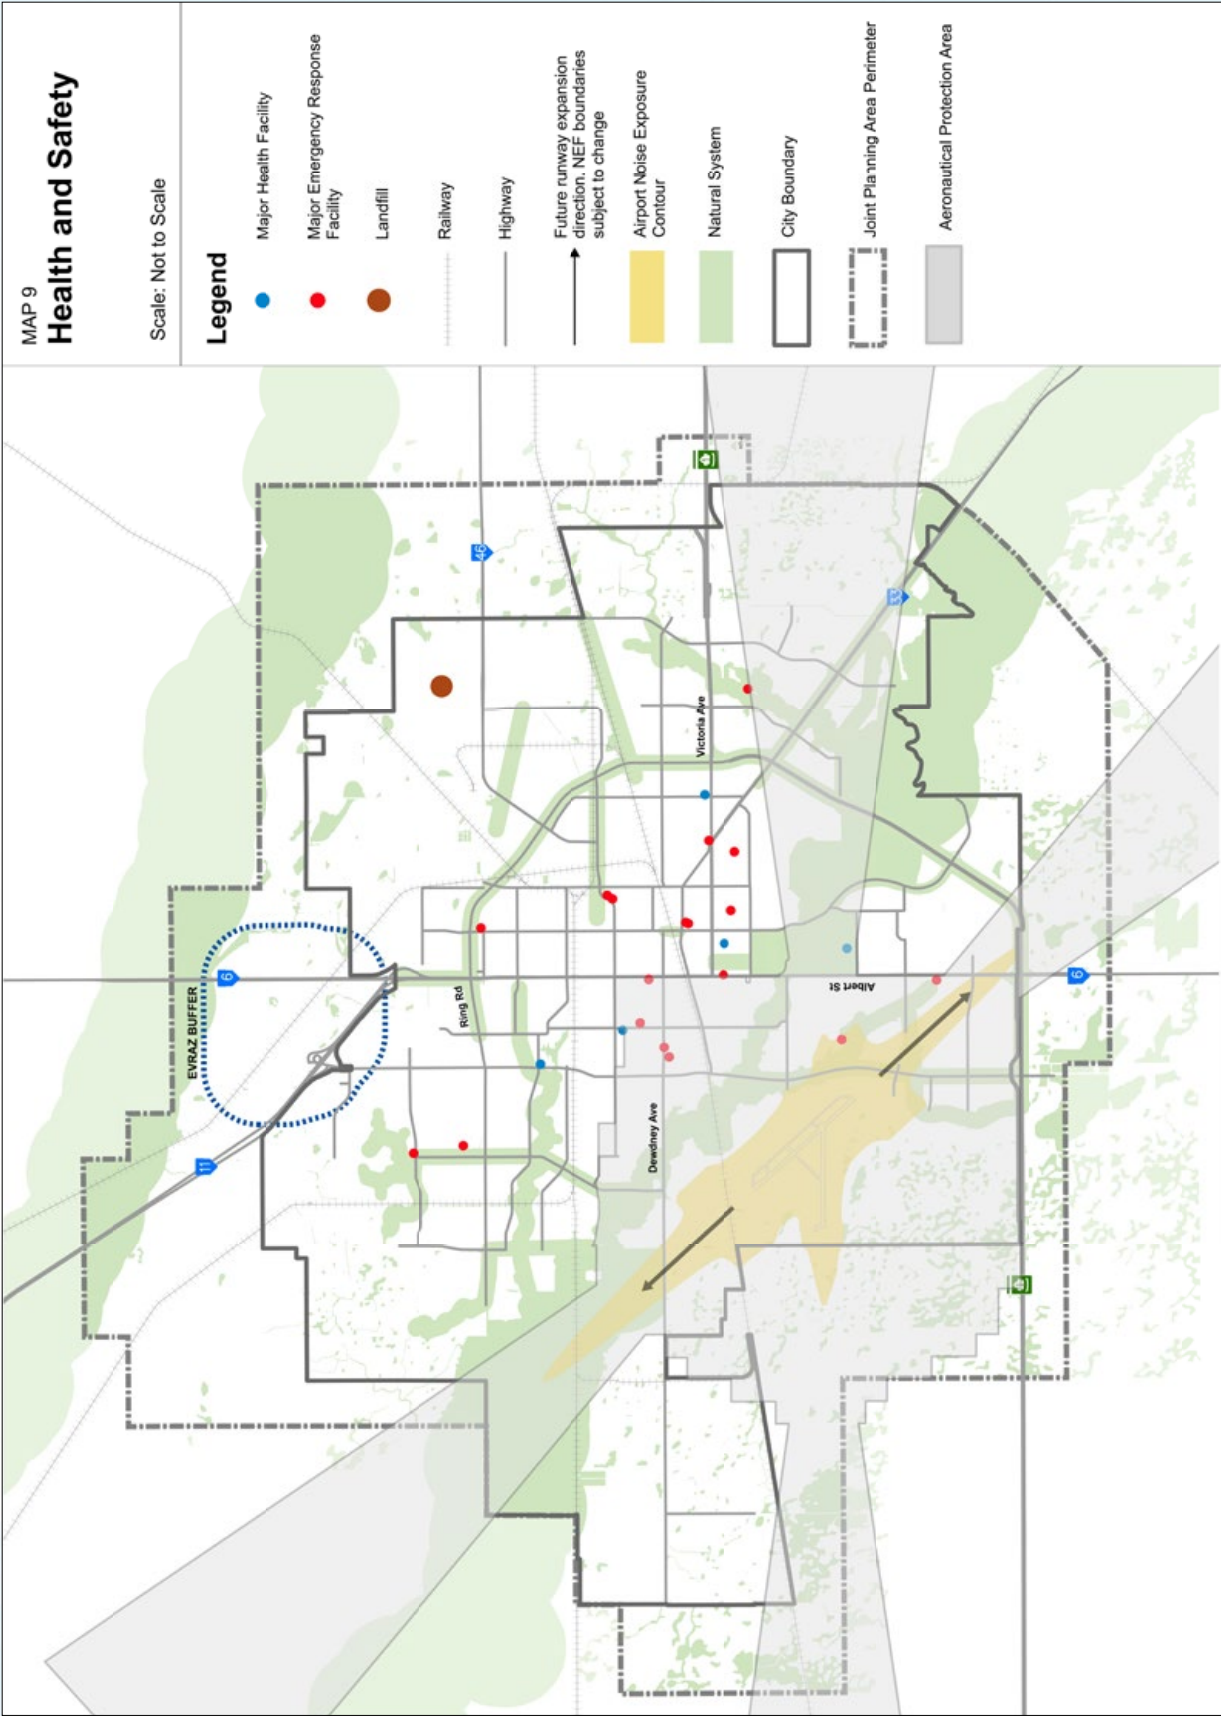 MAP 9
Health and Safety
Scale: Not to Scale
Legend
Major Health Facility
Major Emergency Response
Facility
Landfill
Railway
Highway
Future runway expansion
direction. NEF boundaries
subject to change
Airport Noise Exposure
Contour
Natural System
City Boundary
Joint Planning Area Perimeter
Aeronautical Protection Area
EVRAZ BUFFER
6
11
46
33
Ring Rd
Victoria Ave
Dewdney Ave
Albert St
6